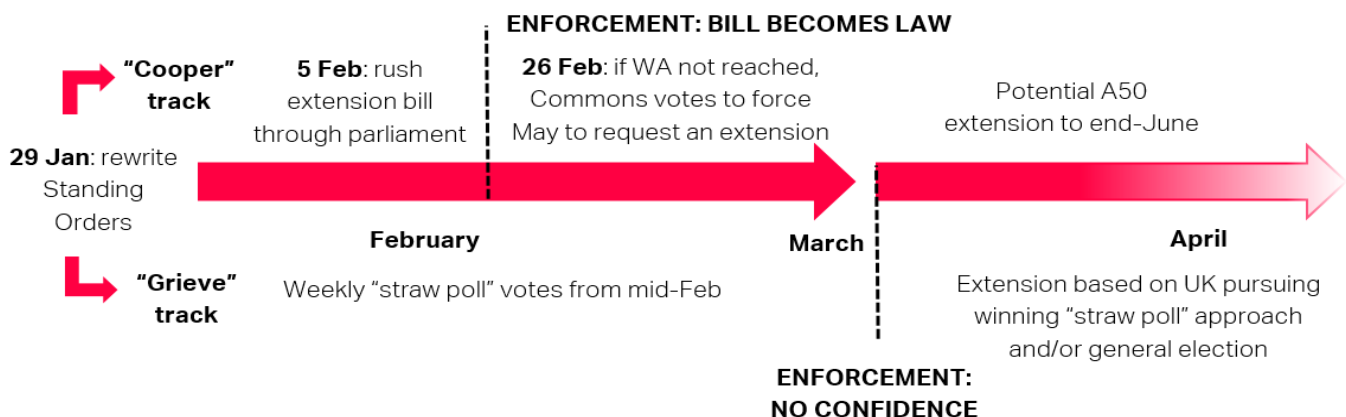 ENFORCEMENT: BILL BECOMES LAW
“Cooper”
track
5 Feb: rush
extension bill
through parliament
26 Feb: if WA not reached,
Commons votes to force
May to request an extension
Potential A50
extension to end-June
29 Jan: rewrite
Standing
Orders
February
March
April
“Grieve”
track
Weekly “straw poll” votes from mid-Feb
Extension based on UK pursuing
winning “straw poll” approach
and/or general election
ENFORCEMENT:
NO CONFIDENCE